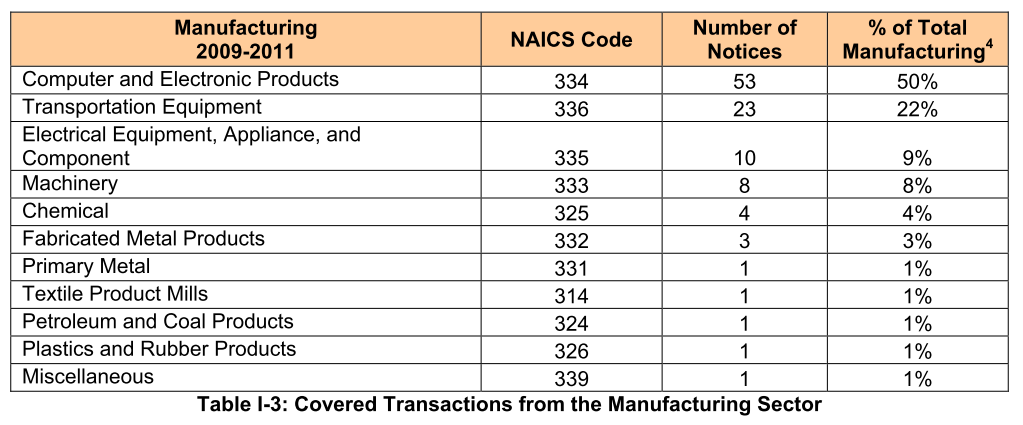 Manufacturing
2009-2011 NAICS Code Number of
Notices % of Total
Manufacturing4
Computer and Electronic Products 334 53 50%
Transportation Equipment 336 23 22%
Electrical Equipment, Appliance, and
Component 335 10 9%
Machinery 333 8 8%
Chemical 325 4 4%
Fabricated Metal Products 332 3 3%
Primary Metal 331 1 1%
Textile Product Mills 314 1 1%
Petroleum and Coal Products 324 1 1%
Plastics and Rubber Products 326 1 1%
Miscellaneous 339 1 1%
Table I-3: Covered Transactions from the Manufacturing Sector